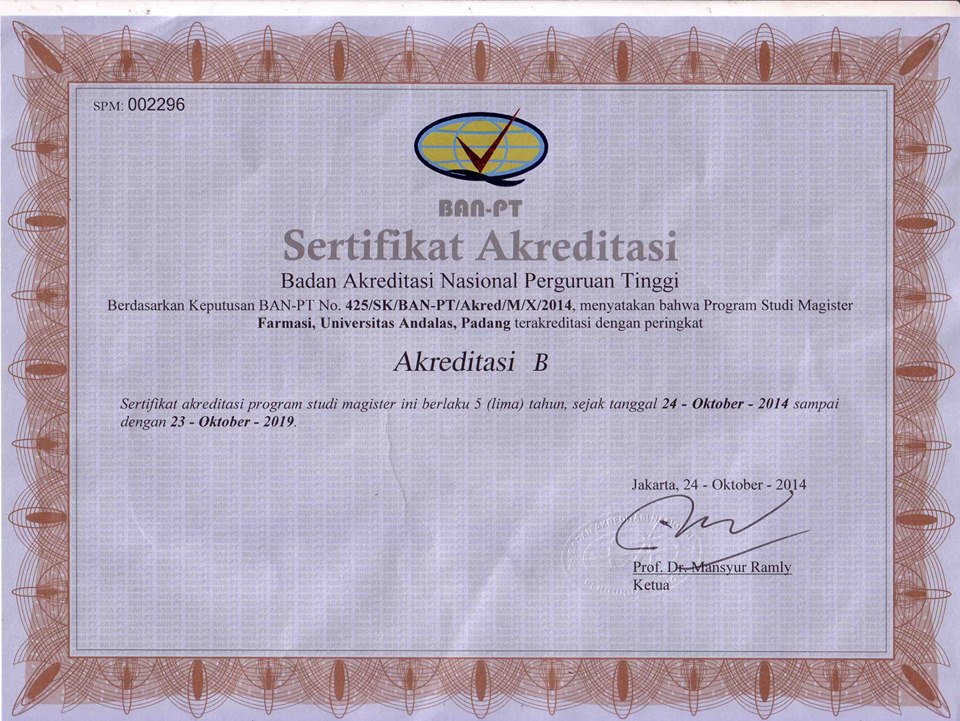 SPM: 002296
BAN-PT
Sertifikat Akreditasi
Badan Akreditasi Nasional Perguruan Tinggi
Berdasarkan Keputusan BAN-PT No. 425/SK/BAN-PT/Akred/M/X/2014, menyatakan bahwa Program Studi Magister
Farmasi, Universitas Andalas, Padang terakreditasi dengan peringkat
Akreditasi B
Sertifikat akreditasi program studi magister ini berlaku 5 (lima) tahun, sejak tanggal 24 - Oktober - 2014 sampai
dengan 23 - Oktober - 2019.
Jakarta, 24 - Oktober - 2014
Prof. Dr. Mansyur Ramly
Ketua